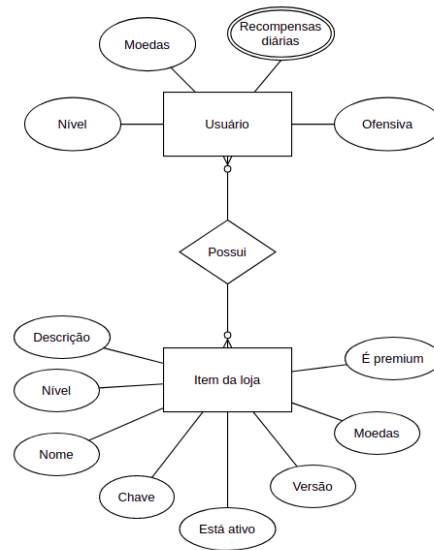 Recompensas
diárias
Moedas
Nível
Usuário
Ofensiva
Possui
Descrição
É premium
Item da loja
Nível
Moedas
Nome
Versão
Chave
Está ativo